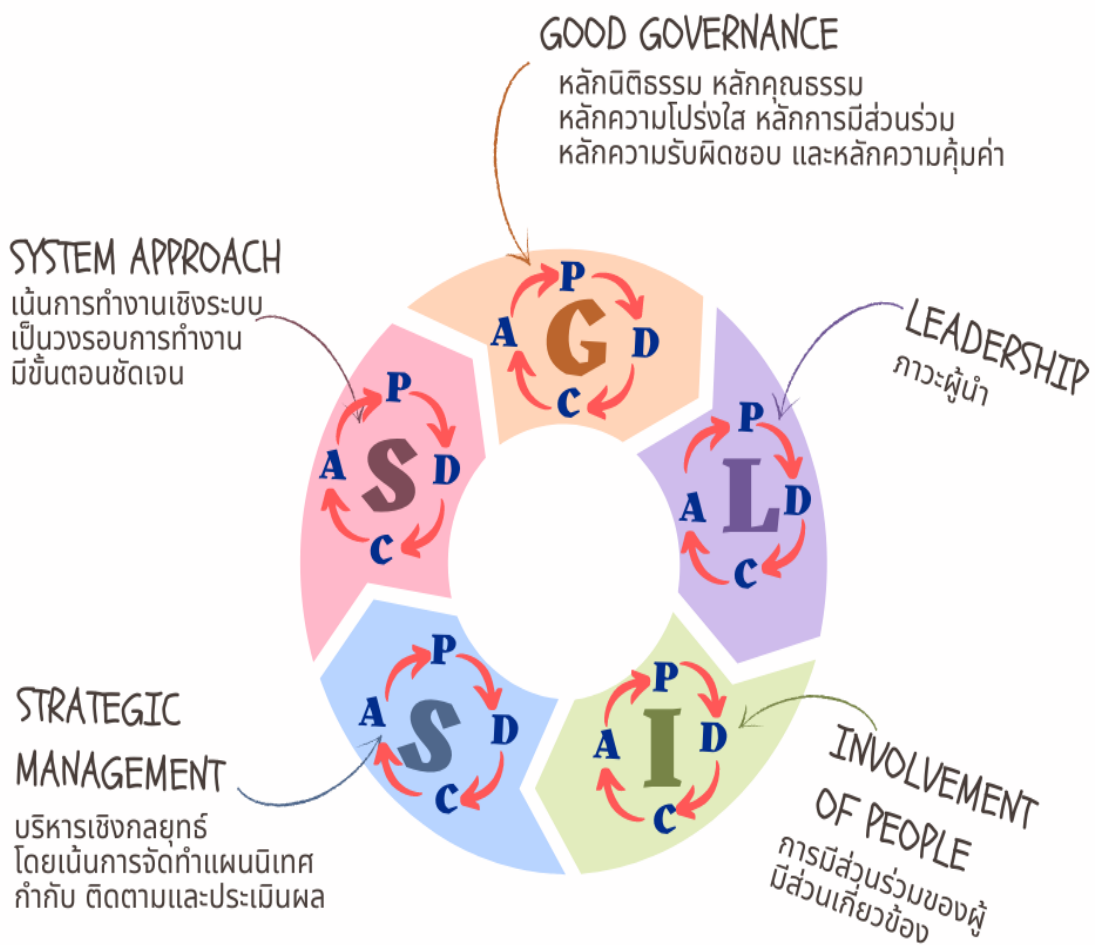 GOOD GOVERNANCE
หลักนิติธรรม หลักคุณธรรม
หลักความโปร่งใส หลักการมีส่วนร่วม
หลักความรับผิดชอบ และหลักความคุ้มค่า
SYSTEM APPROACH
เน้นการทำงานเชิงระบบ
เป็นวงรอบการทำงาน
มีขั้นตอนชัดเจน
LEADERSHIP
ภาวะผู้นำ
P
A G D
C
P
A S D
C
P
A L D
C
P
A S D
C
P
A I D
C
STRATEGIC
MANAGEMENT
บริหารเชิงกลยุทธ์
โดยเน้นการจัดทำแผนนิเทศ
กำกับ ติดตามและประเมินผล
INVOLVEMENT
OF PEOPLE
การมีส่วนร่วมของผู้
มีส่วนเกี่ยวข้อง